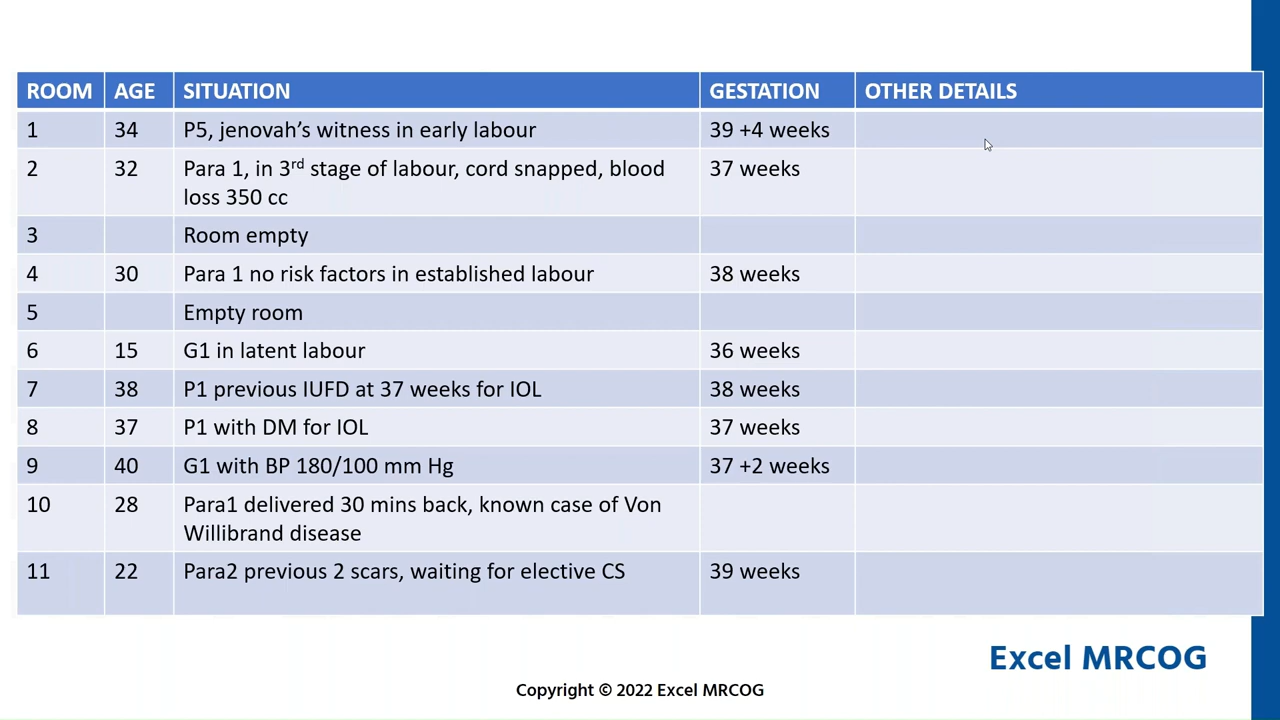 ROOM AGE SITUATION GESTATION OTHER DETAILS
1 34 P5, jenovah’s witness in early labour 39 +4 weeks
2 32 Para 1, in 3rd stage of labour, cord snapped, blood 37 weeks
loss 350 cc
3 Room empty
4 30 Para 1 no risk factors in established labour 38 weeks
5 Empty room
6 15 G1 in latent labour 36 weeks
7 38 P1 previous IUFD at 37 weeks for IOL 38 weeks
8 37 P1 with DM for IOL 37 weeks
9 40 G1 with BP 180/100 mm Hg 37 +2 weeks
10 28 Para1 delivered 30 mins back, known case of Von
Willibrand disease
11 22 Para2 previous 2 scars, waiting for elective CS 39 weeks
Excel MRCOG
Copyright © 2022 Excel MRCOG